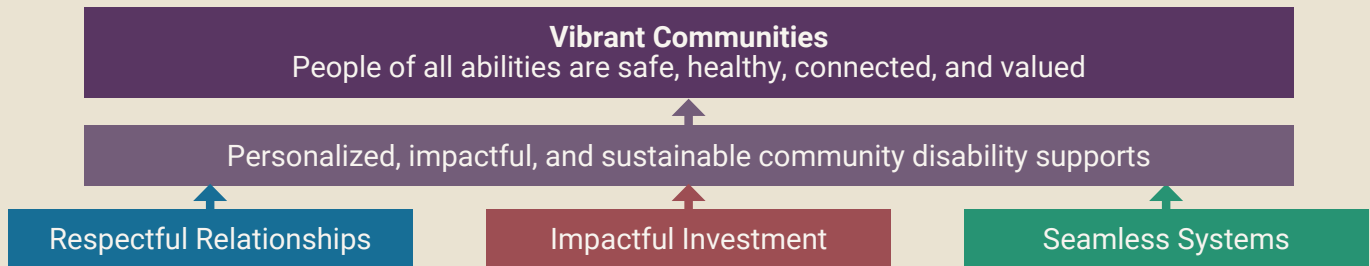 Vibrant Communities
People of all abilities are safe, healthy, connected, and valued
Personalized, impactful, and sustainable community disability supports
Respectful Relationships
Impactful Investment
Seamless Systems